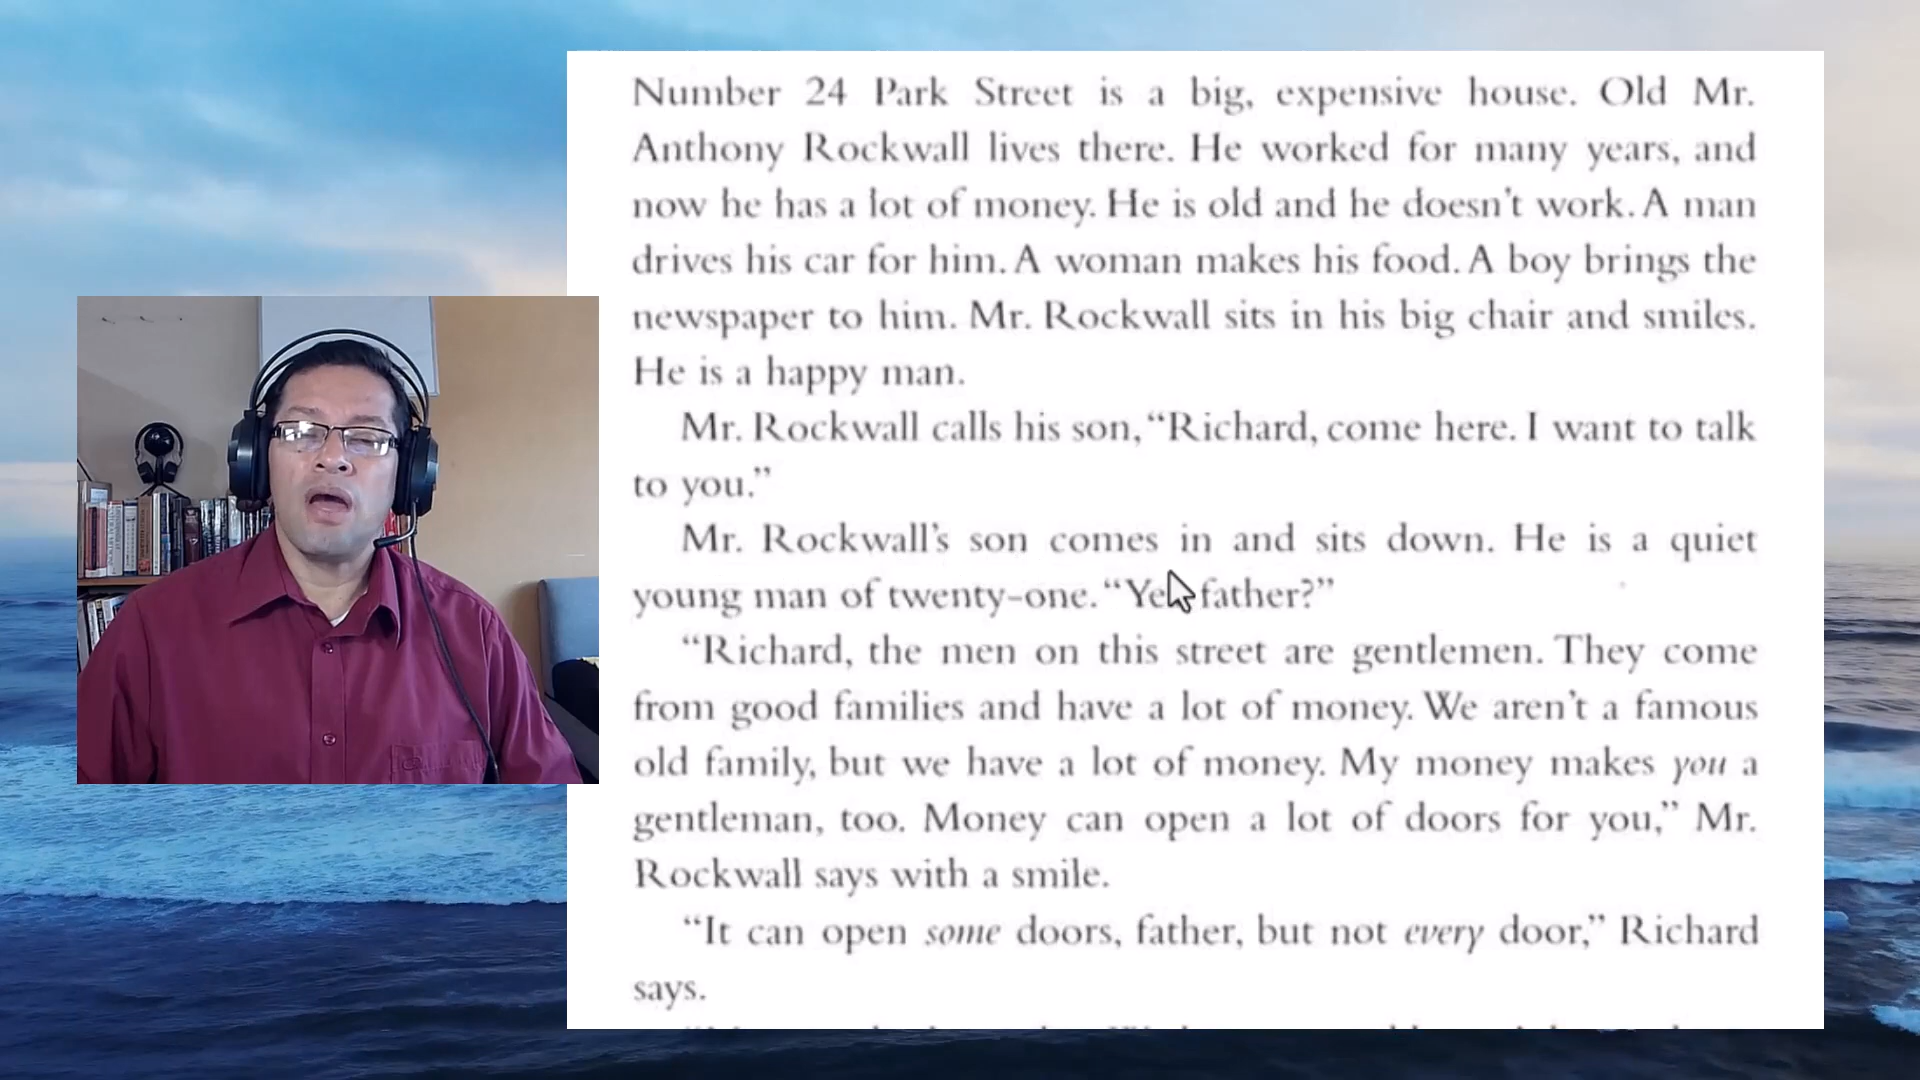 Number 24 Park Street is a big, expensive house. Old Mr.
Anthony Rockwall lives there. He worked for many years, and
now he has a lot of money. He is old and he doesn't work. A man
drives his car for him. A woman makes his food. A boy brings the
newspaper to him. Mr. Rockwall sits in his big chair and smiles.
He is a happy man.
Mr. Rockwall calls his son, “Richard, come here. I want to talk
to you.”
Mr. Rockwall's son comes in and sits down. He is a quiet
young man of twenty-one. “Ye father?”
“Richard, the men on this street are gentlemen. They come
from good families and have a lot of money. We aren't a famous
old family, but we have a lot of money. My money makes you a
gentleman, too. Money can open a lot of doors for you,” Mr.
Rockwall says with a smile.
“It can open some doors, father, but not every door,” Richard
says.